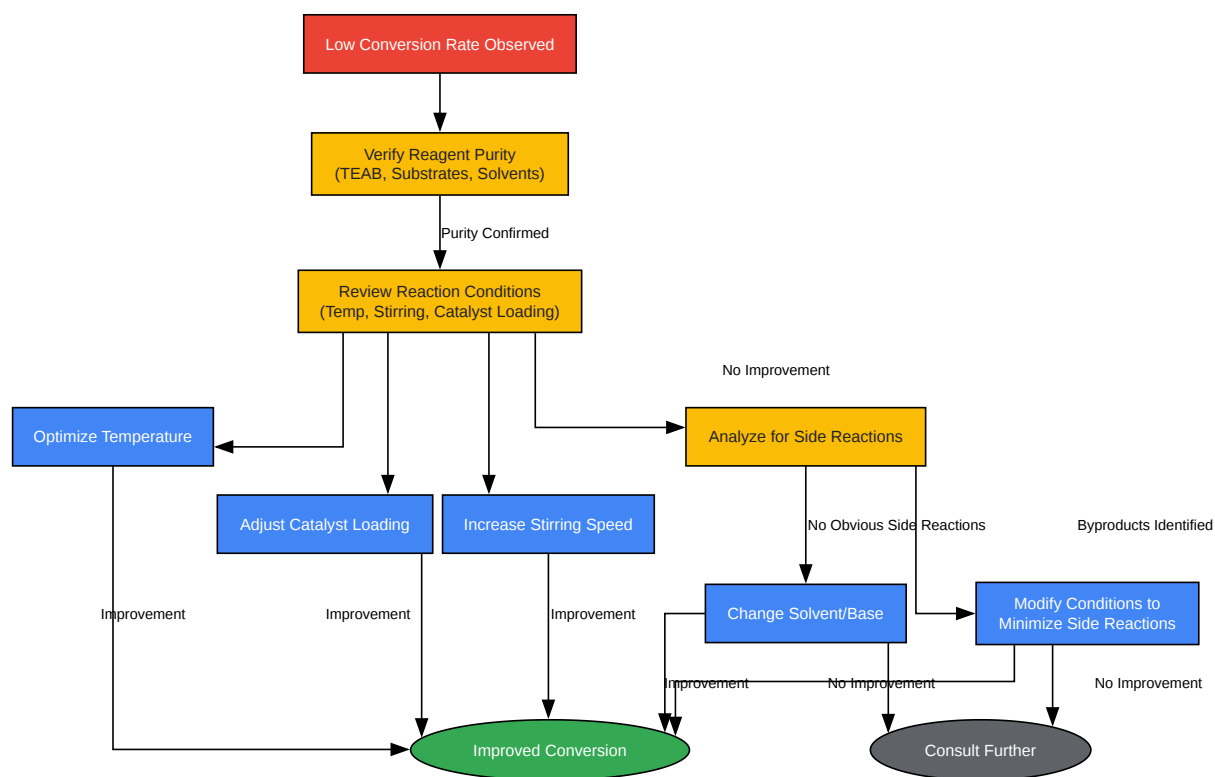 Low Conversion Rate Observed
Verify Reagent Purity
(TEAB, Substrates, Solvents)
Purity Confirmed
Review Reaction Conditions
(Temp, Stirring, Catalyst Loading)
No Improvement
Optimize Temperature
Analyze for Side Reactions
Adjust Catalyst Loading
Increase Stirring Speed
No Obvious Side Reactions
Byproducts Identified
Improvement
Improvement
Improvement
Change Solvent/Base
Modify Conditions to
Minimize Side Reactions
Improvement
No Improvement
No Improvement
Improved Conversion
Consult Further